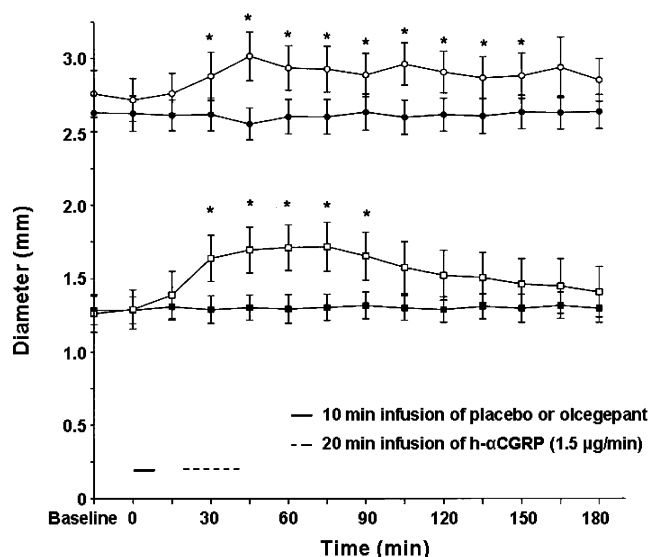 * * * * * * * * *
3.0
2.5
2.0
* * * * *
1.5
1.0
0.5
0
Diameter (mm)
10 min infusion of placebo or olcegepant
20 min infusion of h-αCGRP (1.5 μg/min)
Baseline 0 30 60 90 120 150 180
Time (min)